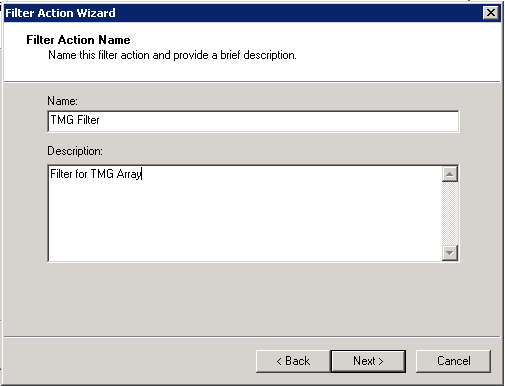 Filter Action Wizard
Filter Action Name
Name this filter action and provide a brief description.
Name:
TMG Filter
Description:
Filter for TMG Array
< Back
Next >
Cancel